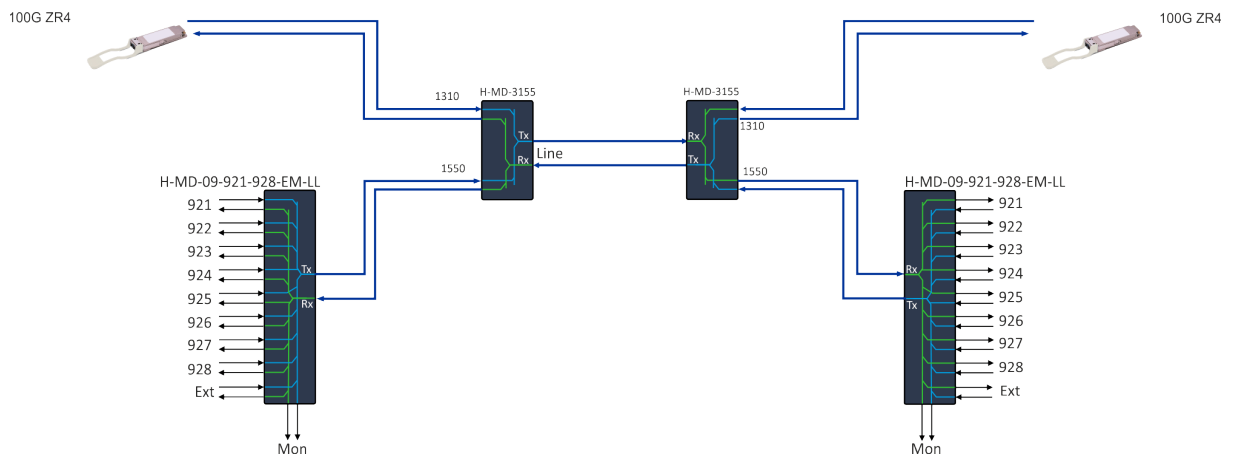 100G ZR4
100G ZR4
H-MD-3155
H-MD-3155
1310
1310
Tx
Rx
Line
Rx
Tx
1550
1550
H-MD-09-921-928-EM-LL
921
922
923
924
925
926
927
928
Ext
Tx
Rx
Mon
H-MD-09-921-928-EM-LL
921
922
923
924
925
926
927
928
Ext
Rx
Tx
Mon